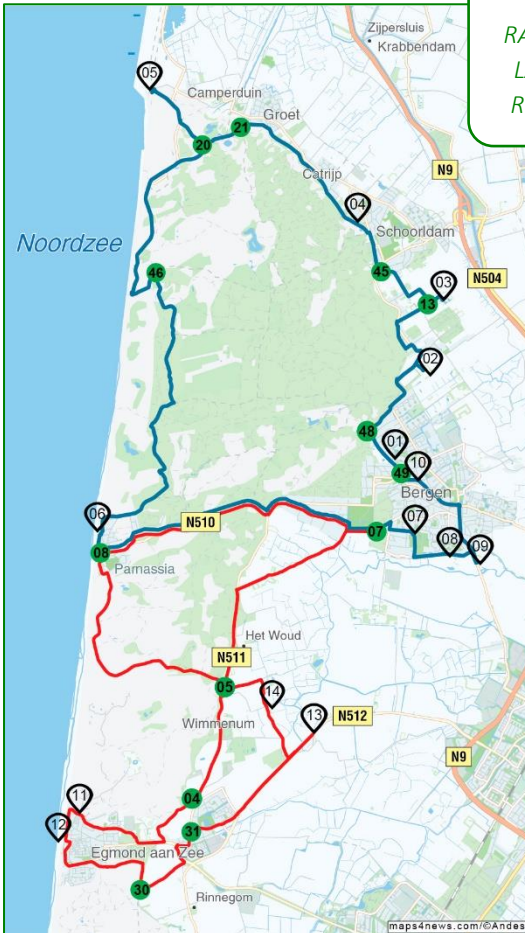 RA
L
R
Zijpersluis
Krabbendam
05
Camperduin
21
Groet
20
N9
Catrijp
04
Schoorldam
Noordzee
46
45
03
N504
13
02
48
01
10
49
Bergen
06
N510
07
07
08
09
08
Parnassia
Het Woud
N511
05
14
13
N512
Wimmenum
N9
11
04
12
31
Egmond aan Zee
30
Rinnegom
maps4news.com/©Andes